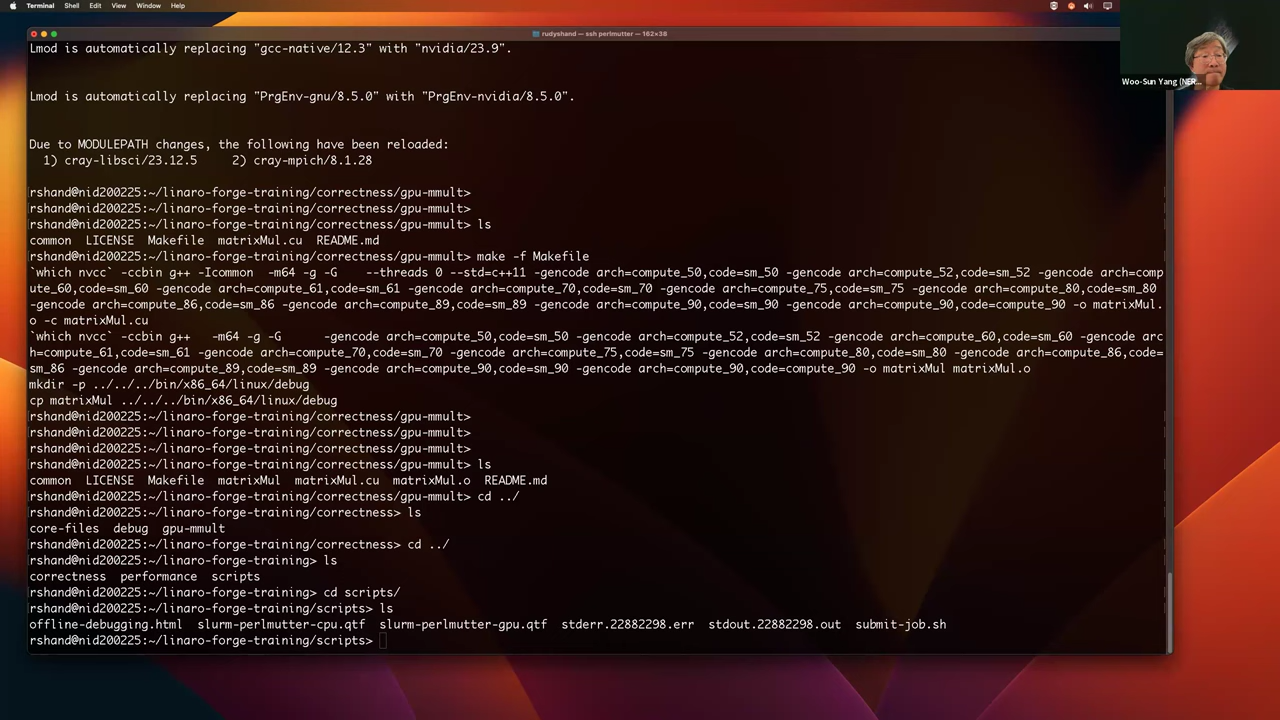 Terminal Shell Edit View Window Help
rudyshand — ssh perlmutter — 162×38
Lmod is automatically replacing "gcc-native/12.3" with "nvidia/23.9".
Lmod is automatically replacing "PrgEnv-gnu/8.5.0" with "PrgEnv-nvidia/8.5.0".
Due to MODULEPATH changes, the following have been reloaded:
1) cray-libsci/23.12.5 2) cray-mpich/8.1.28
rshand@nid200225:~/linaro-forge-training/correctness/gpu-mmult>
rshand@nid200225:~/linaro-forge-training/correctness/gpu-mmult>
rshand@nid200225:~/linaro-forge-training/correctness/gpu-mmult> ls
common LICENSE Makefile matrixMul.cu README.md
rshand@nid200225:~/linaro-forge-training/correctness/gpu-mmult> make -f Makefile
`which nvcc` -ccbin g++ -Icommon -m64 -g -G --threads 0 --std=c++11 -gencode arch=compute_50,code=sm_50 -gencode arch=compute_52,code=sm_52 -gencode arch=comp
ute_60,code=sm_60 -gencode arch=compute_61,code=sm_61 -gencode arch=compute_70,code=sm_70 -gencode arch=compute_75,code=sm_75 -gencode arch=compute_80,code=sm_80
-gencode arch=compute_86,code=sm_86 -gencode arch=compute_89,code=sm_89 -gencode arch=compute_90,code=sm_90 -gencode arch=compute_90,code=compute_90 -o matrixMul.
o -c matrixMul.cu
`which nvcc` -ccbin g++ -m64 -g -G -gencode arch=compute_50,code=sm_50 -gencode arch=compute_52,code=sm_52 -gencode arch=compute_60,code=sm_60 -gencode arc
h=compute_61,code=sm_61 -gencode arch=compute_70,code=sm_70 -gencode arch=compute_75,code=sm_75 -gencode arch=compute_80,code=sm_80 -gencode arch=compute_86,code=
sm_86 -gencode arch=compute_89,code=sm_89 -gencode arch=compute_90,code=sm_90 -gencode arch=compute_90,code=compute_90 -o matrixMul matrixMul.o
mkdir -p ../../../bin/x86_64/linux/debug
cp matrixMul ../../../bin/x86_64/linux/debug
rshand@nid200225:~/linaro-forge-training/correctness/gpu-mmult>
rshand@nid200225:~/linaro-forge-training/correctness/gpu-mmult>
rshand@nid200225:~/linaro-forge-training/correctness/gpu-mmult>
rshand@nid200225:~/linaro-forge-training/correctness/gpu-mmult> ls
common LICENSE Makefile matrixMul matrixMul.cu matrixMul.o README.md
rshand@nid200225:~/linaro-forge-training/correctness/gpu-mmult> cd ../
rshand@nid200225:~/linaro-forge-training/correctness> ls
core-files debug gpu-mmult
rshand@nid200225:~/linaro-forge-training/correctness> cd ../
rshand@nid200225:~/linaro-forge-training> ls
correctness performance scripts
rshand@nid200225:~/linaro-forge-training> cd scripts/
rshand@nid200225:~/linaro-forge-training/scripts> ls
offline-debugging.html slurm-perlmutter-cpu.qtf slurm-perlmutter-gpu.qtf stderr.22882298.err stdout.22882298.out submit-job.sh
rshand@nid200225:~/linaro-forge-training/scripts>
Woo-Sun Yang (NER...